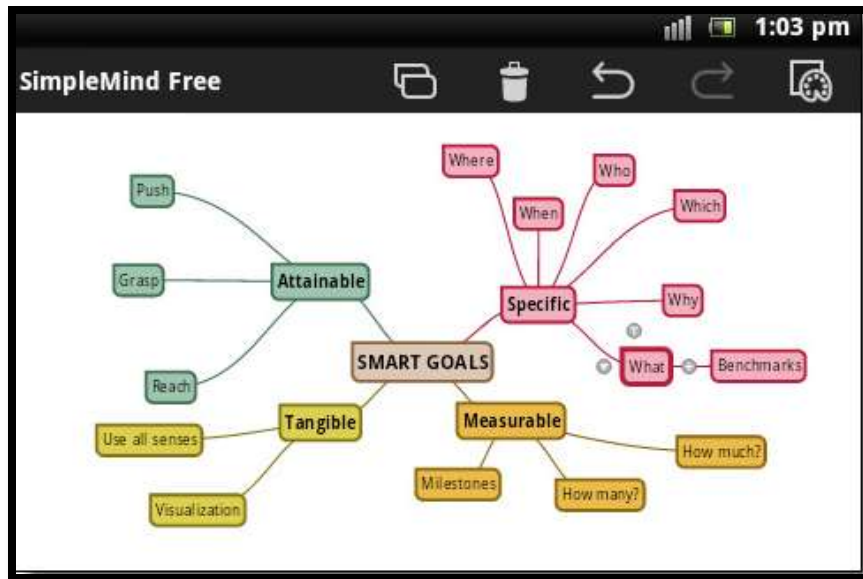 1:03 pm
SimpleMind Free
Where
Who
When
Which
Push
Attainable
Grasp
Specific
Why
SMART GOALS
What
Benchmarks
Reach
Tangible
Measurable
Use all senses
How much?
Milestones
How many?
Visualization